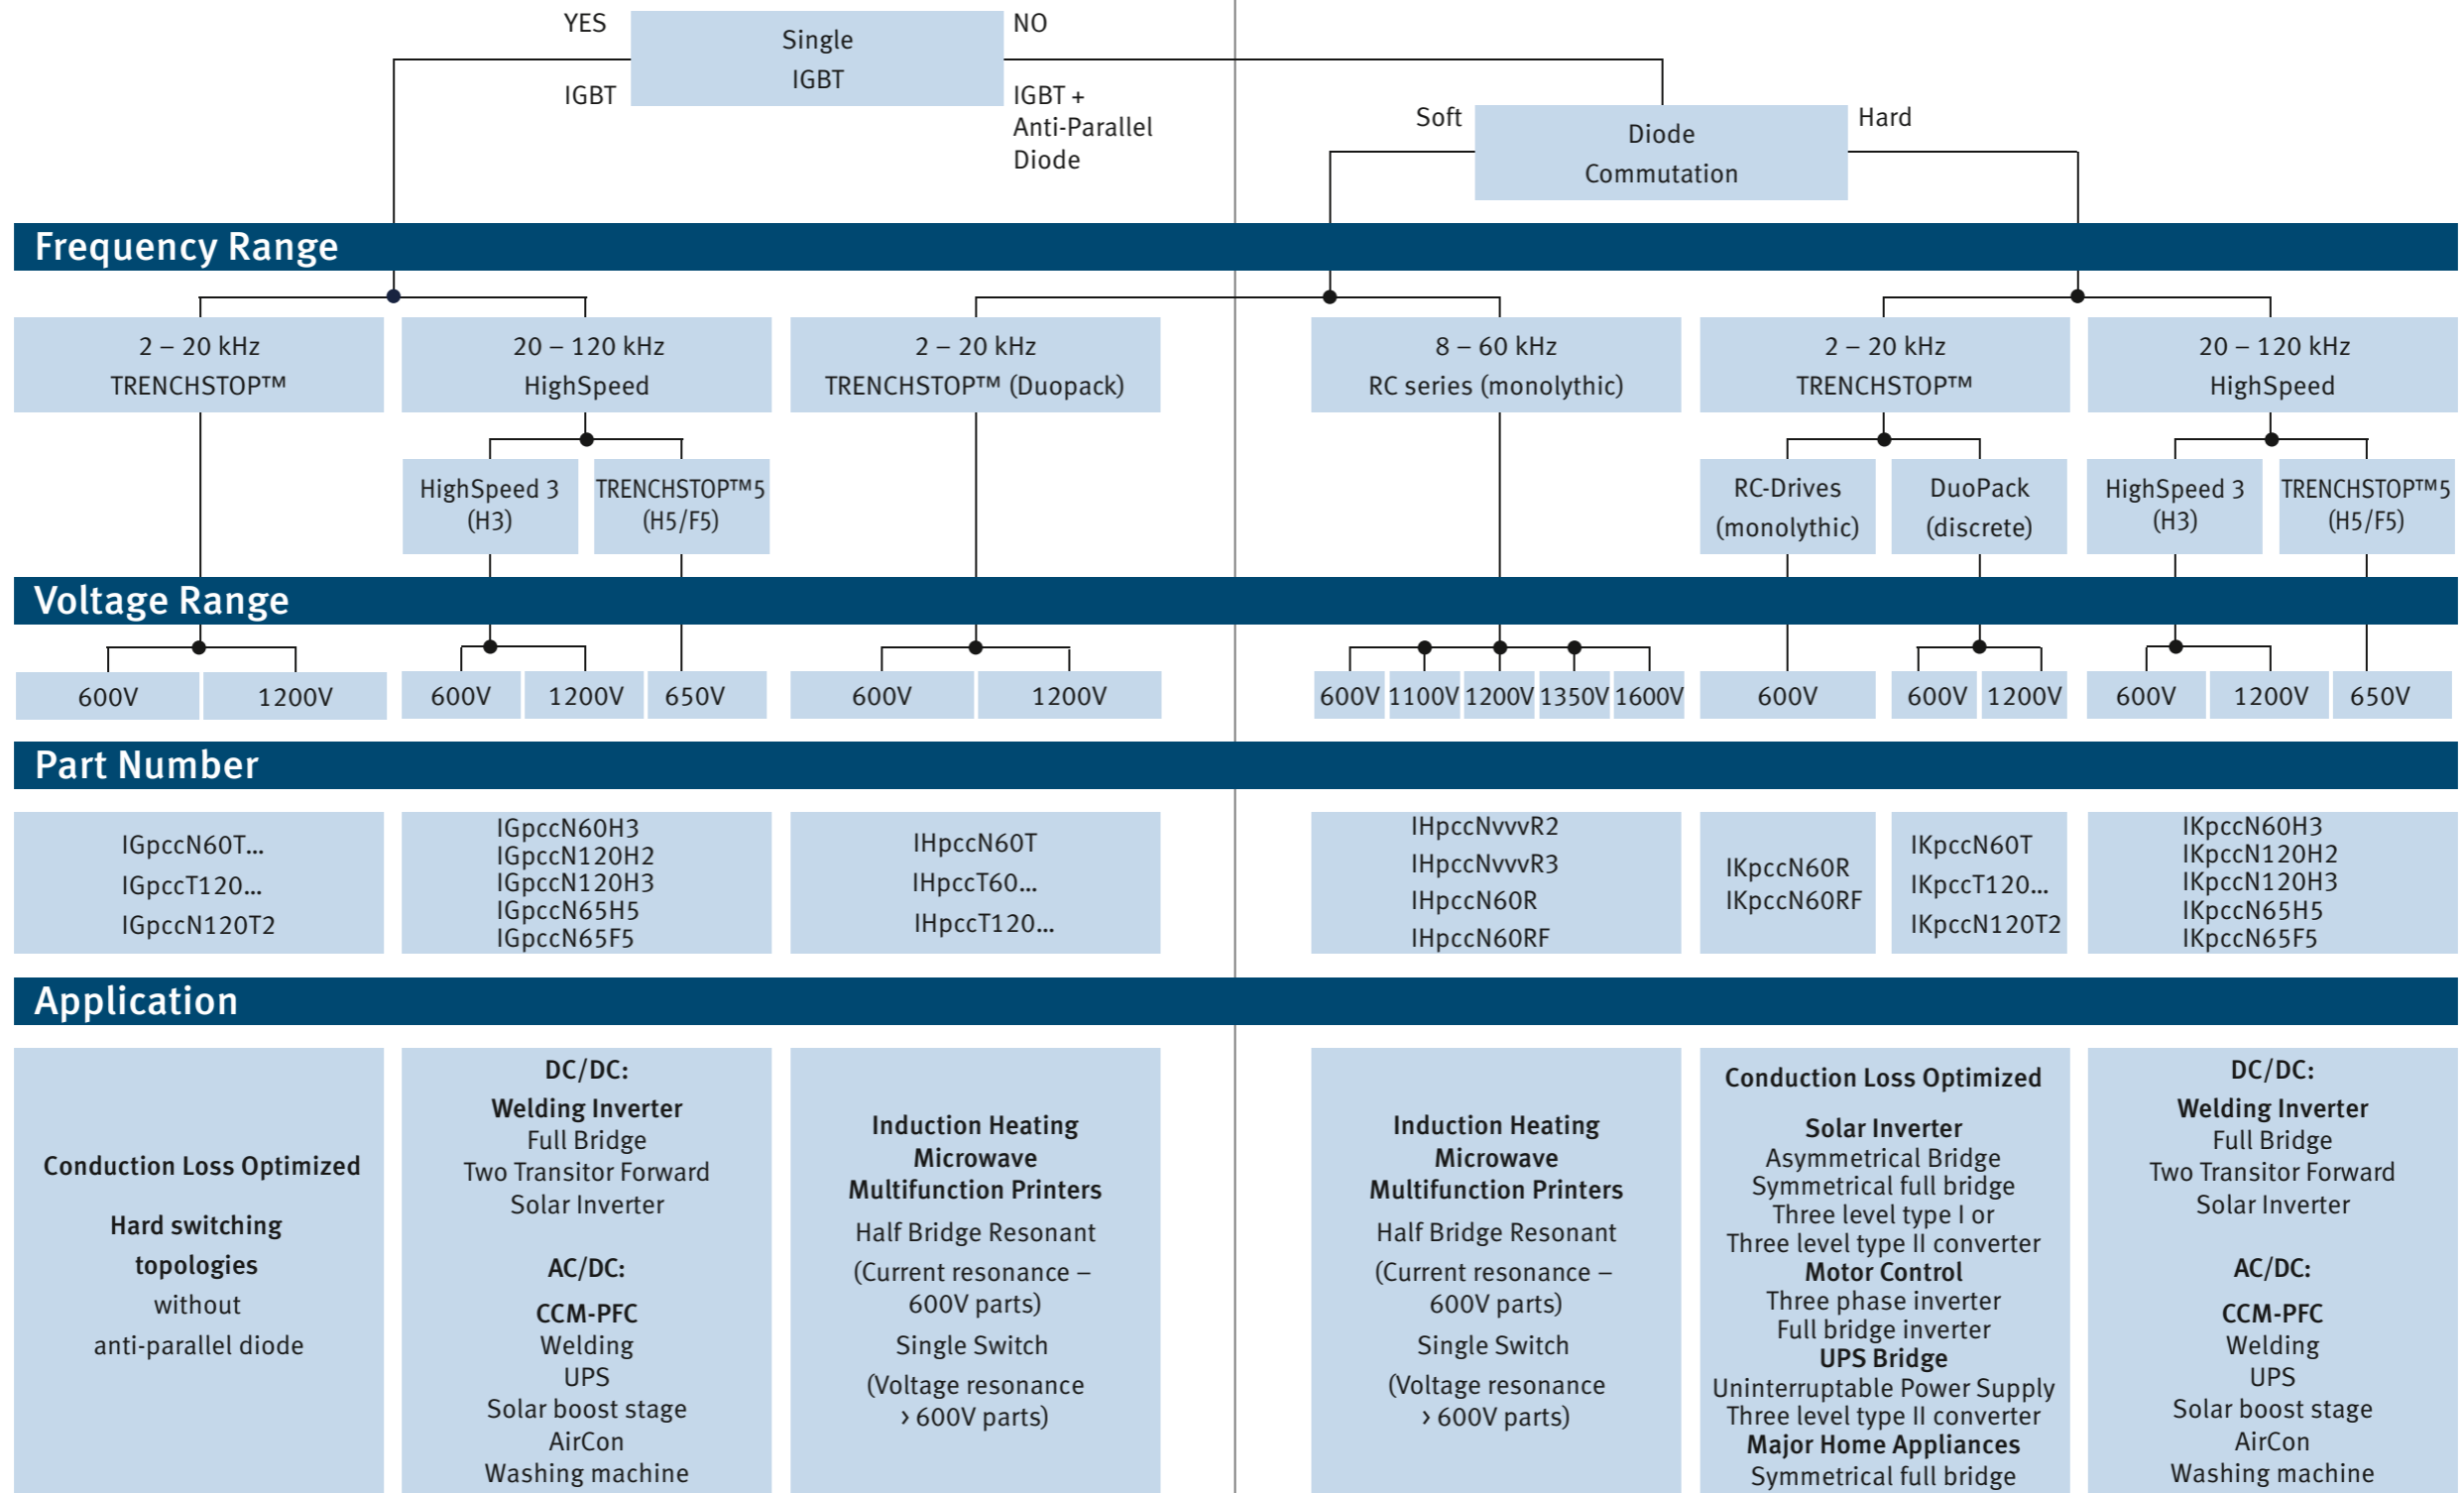 YES
Single
IGBT
NO
IGBT
IGBT +
Anti-Parallel
Diode
Soft
Diode
Commutation
Hard
Frequency Range
2 – 20 kHz
TRENCHSTOP™
20 – 120 kHz
HighSpeed
2 – 20 kHz
TRENCHSTOP™ (Duopack)
8 – 60 kHz
RC series (monolythic)
2 – 20 kHz
TRENCHSTOP™
20 – 120 kHz
HighSpeed
HighSpeed 3
(H3)
TRENCHSTOP™5
(H5/F5)
RC-Drives
(monolythic)
DuoPack
(discrete)
HighSpeed 3
(H3)
TRENCHSTOP™5
(H5/F5)
Voltage Range
600V
1200V
600V
1200V
650V
600V
1200V
600V
1100V
1200V
1350V
1600V
600V
600V
1200V
600V
1200V
650V
Part Number
IGpccN60T...
IGpccT120...
IGpccN120T2
IGpccN60H3
IGpccN120H2
IGpccN120H3
IGpccN65H5
IGpccN65F5
IHpccN60T
IHpccT60...
IHpccT120...
IHpccNvvvR2
IHpccNvvvR3
IHpccN60R
IHpccN60RF
IKpccN60R
IKpccN60RF
IKpccN60T
IKpccT120...
IKpccN120T2
IKpccN60H3
IKpccN120H2
IKpccN120H3
IKpccN65H5
IKpccN65F5
Application
Conduction Loss Optimized
Hard switching
topologies
without
anti-parallel diode
DC/DC:
Welding Inverter
Full Bridge
Two Transitor Forward
Solar Inverter
AC/DC:
CCM-PFC
Welding
UPS
Solar boost stage
AirCon
Washing machine
Induction Heating
Microwave
Multifunction Printers
Half Bridge Resonant
(Current resonance –
600V parts)
Single Switch
(Voltage resonance
> 600V parts)
Induction Heating
Microwave
Multifunction Printers
Half Bridge Resonant
(Current resonance –
600V parts)
Single Switch
(Voltage resonance
> 600V parts)
Conduction Loss Optimized
Solar Inverter
Asymmetrical Bridge
Symmetrical full bridge
Three level type I or
Three level type II converter
Motor Control
Three phase inverter
Full bridge inverter
UPS Bridge
Uninterruptable Power Supply
Three level type II converter
Major Home Appliances
Symmetrical full bridge
DC/DC:
Welding Inverter
Full Bridge
Two Transitor Forward
Solar Inverter
AC/DC:
CCM-PFC
Welding
UPS
Solar boost stage
AirCon
Washing machine